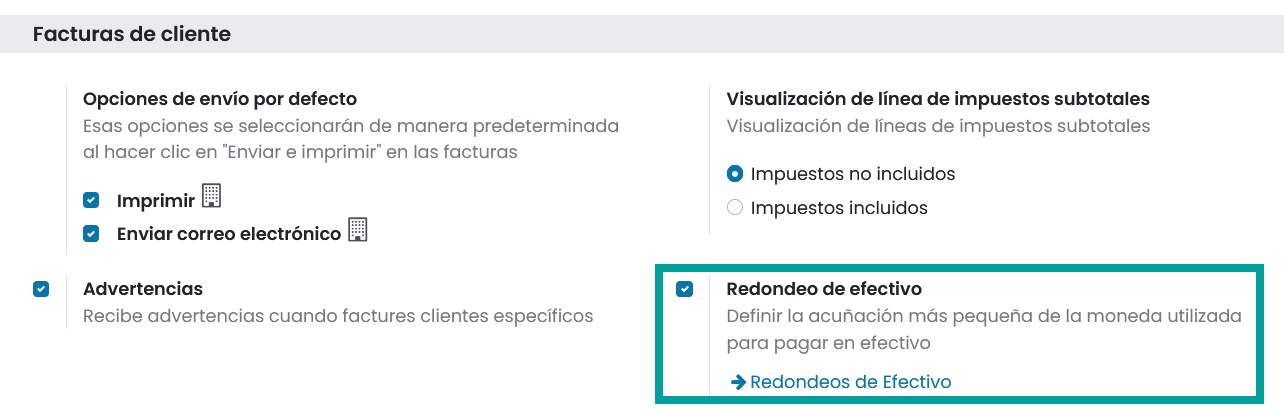 Facturas de cliente
Opciones de envío por defecto
Esas opciones se seleccionarán de manera predeterminada
al hacer clic en "Enviar e imprimir" en las facturas
Imprimir
Enviar correo electrónico
Visualización de línea de impuestos subtotales
Visualización de líneas de impuestos subtotales
Impuestos no incluidos
Impuestos incluidos
Advertencias
Recibe advertencias cuando factures clientes específicos
Redondeo de efectivo
Definir la acuñación más pequeña de la moneda utilizada
para pagar en efectivo
Redondeos de Efectivo